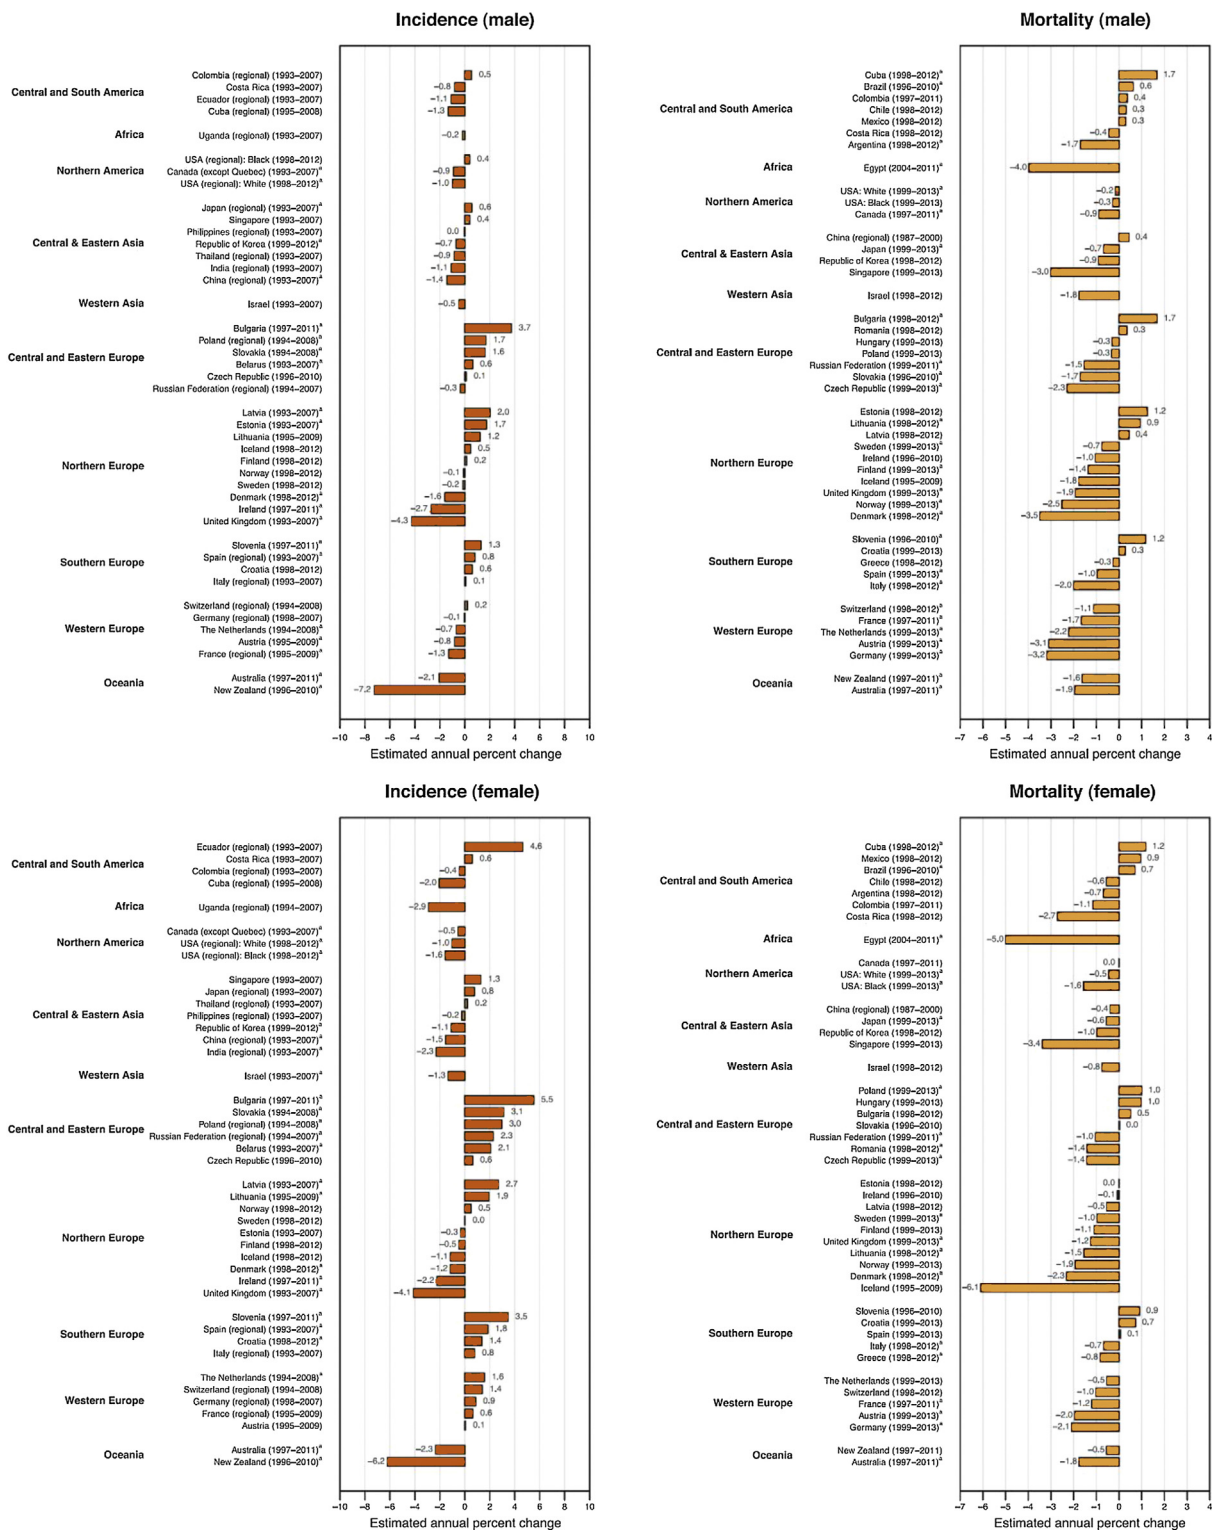 Incidence (male)
Central and South America
Colombia (regional) (1993–2007) 0.5
Costa Rica (1993–2007) −0.8
Ecuador (regional) (1993–2007) −1.1
Cuba (regional) (1995–2008) −1.3
Africa
Uganda (regional) (1993–2007) −0.2
Northern America
USA (regional): Black (1998–2012) 0.4
Canada (except Quebec) (1993–2007)ª −0.9
USA (regional): White (1998–2012)ª −1.0
Central & Eastern Asia
Japan (regional) (1993–2007)ª 0.6
Singapore (1993–2007) 0.4
Philippines (regional) (1993–2007) 0.0
Republic of Korea (1999–2012)ª −0.7
Thailand (regional) (1993–2007) −0.9
India (regional) (1993–2007) −1.1
China (regional) (1993–2007)ª −1.4
Western Asia
Israel (1993–2007) −0.5
Central and Eastern Europe
Bulgaria (1997–2011)ª 3.7
Poland (regional) (1994–2008)ª 1.7
Slovakia (1994–2008)ª 1.6
Belarus (1993–2007)ª 0.6
Czech Republic (1996–2010) 0.1
Russian Federation (regional) (1994–2007) −0.3
Northern Europe
Latvia (1993–2007)ª 2.0
Estonia (1993–2007)ª 1.7
Lithuania (1995–2009) 1.2
Iceland (1998–2012) 0.5
Finland (1998–2012) 0.2
Norway (1998–2012) −0.1
Sweden (1998–2012) −0.2
Denmark (1998–2012)ª −1.6
Ireland (1997–2011)ª −2.7
United Kingdom (1993–2007)ª −4.3
Southern Europe
Slovenia (1997–2011)ª 1.3
Spain (regional) (1993–2007)ª 0.8
Croatia (1998–2012) 0.6
Italy (regional) (1993–2007) 0.1
Western Europe
Switzerland (regional) (1994–2008) 0.2
Germany (regional) (1998–2007) −0.1
The Netherlands (1994–2008)ª −0.7
Austria (1995–2009)ª −0.8
France (regional) (1995–2009)ª −1.3
Oceania
Australia (1997–2011)ª −2.1
New Zealand (1996–2010)ª −7.2
−10 −8 −6 −4 −2 0 2 4 6 8 10
Estimated annual percent change
Mortality (male)
Central and South America
Cuba (1998–2012)ª 1.7
Brazil (1996–2010)ª 0.6
Colombia (1997–2011) 0.4
Chile (1998–2012) 0.3
Mexico (1998–2012) 0.3
Costa Rica (1998–2012) −0.4
Argentina (1998–2012)ª −1.7
Africa
Egypt (2004–2011)ª −4.0
Northern America
USA: White (1999–2013)ª −0.2
USA: Black (1999–2013) −0.3
Canada (1997–2011)ª −0.9
Central & Eastern Asia
China (regional) (1987–2000) 0.4
Japan (1999–2013)ª −0.7
Republic of Korea (1998–2012) −0.9
Singapore (1999–2013) −3.0
Western Asia
Israel (1998–2012) −1.8
Central and Eastern Europe
Bulgaria (1998–2012)ª 1.7
Romania (1998–2012) 0.3
Hungary (1999–2013) −0.3
Poland (1999–2013) −0.3
Russian Federation (1999–2011)ª −1.5
Slovakia (1996–2010)ª −1.7
Czech Republic (1999–2013)ª −2.3
Northern Europe
Estonia (1998–2012) 1.2
Lithuania (1998–2012)ª 0.9
Latvia (1998–2012) 0.4
Sweden (1999–2013)ª −0.7
Ireland (1996–2010) −1.0
Finland (1999–2013)ª −1.4
Iceland (1995–2009) −1.8
United Kingdom (1999–2013)ª −1.9
Norway (1999–2013)ª −2.5
Denmark (1998–2012)ª −3.5
Southern Europe
Slovenia (1996–2010)ª 1.2
Croatia (1999–2013) 0.3
Greece (1998–2012) −0.3
Spain (1999–2013)ª −1.0
Italy (1998–2012)ª −2.0
Western Europe
Switzerland (1998–2012)ª −1.1
France (1997–2011)ª −1.7
The Netherlands (1999–2013)ª −2.2
Austria (1999–2013)ª −3.1
Germany (1999–2013)ª −3.2
Oceania
New Zealand (1997–2011)ª −1.6
Australia (1997–2011)ª −1.9
−7 −6 −5 −4 −3 −2 −1 0 1 2 3 4
Estimated annual percent change
Incidence (female)
Central and South America
Ecuador (regional) (1993–2007) 4.6
Costa Rica (1993–2007) 0.6
Colombia (regional) (1993–2007) −0.4
Cuba (regional) (1995–2008) −2.0
Africa
Uganda (regional) (1994–2007) −2.9
Northern America
Canada (except Quebec) (1993–2007)ª −0.5
USA (regional): White (1998–2012)ª −1.0
USA (regional): Black (1998–2012)ª −1.6
Central & Eastern Asia
Singapore (1993–2007) 1.3
Japan (regional) (1993–2007) 0.8
Thailand (regional) (1993–2007) 0.2
Philippines (regional) (1993–2007) −0.2
Republic of Korea (1999–2012)ª −1.1
China (regional) (1993–2007)ª −1.5
India (regional) (1993–2007)ª −2.3
Western Asia
Israel (1993–2007)ª −1.3
Central and Eastern Europe
Bulgaria (1997–2011)ª 5.5
Slovakia (1994–2008)ª 3.1
Poland (regional) (1994–2008)ª 3.0
Russian Federation (regional) (1994–2007)ª 2.3
Belarus (1993–2007)ª 2.1
Czech Republic (1996–2010) 0.6
Northern Europe
Latvia (1993–2007)ª 2.7
Lithuania (1995–2009)ª 1.9
Norway (1998–2012) 0.5
Sweden (1998–2012) 0.0
Estonia (1993–2007) −0.3
Finland (1998–2012) −0.5
Iceland (1998–2012) −1.1
Denmark (1998–2012)ª −1.2
Ireland (1997–2011)ª −2.2
United Kingdom (1993–2007)ª −4.1
Southern Europe
Slovenia (1997–2011)ª 3.5
Spain (regional) (1993–2007)ª 1.8
Croatia (1998–2012)ª 1.4
Italy (regional) (1993–2007) 0.8
Western Europe
The Netherlands (1994–2008)ª 1.6
Switzerland (regional) (1994–2008) 1.4
Germany (regional) (1998–2007) 0.9
France (regional) (1995–2009) 0.6
Austria (1995–2009) 0.1
Oceania
Australia (1997–2011)ª −2.3
New Zealand (1996–2010)ª −6.2
−10 −8 −6 −4 −2 0 2 4 6 8 10
Estimated annual percent change
Mortality (female)
Central and South America
Cuba (1998–2012)ª 1.2
Mexico (1998–2012) 0.9
Brazil (1996–2010)ª 0.7
Chile (1998–2012) −0.6
Argentina (1998–2012) −0.7
Colombia (1997–2011) −1.1
Costa Rica (1998–2012) −2.7
Africa
Egypt (2004–2011)ª −5.0
Northern America
Canada (1997–2011) 0.0
USA: White (1999–2013)ª −0.5
USA: Black (1999–2013)ª −1.6
Central & Eastern Asia
China (regional) (1987–2000) −0.4
Japan (1999–2013)ª −0.6
Republic of Korea (1998–2012) −1.0
Singapore (1999–2013) −3.4
Western Asia
Israel (1998–2012) −0.8
Central and Eastern Europe
Poland (1999–2013)ª 1.0
Hungary (1999–2013) 1.0
Bulgaria (1998–2012) 0.5
Slovakia (1996–2010) 0.0
Russian Federation (1999–2011)ª −1.0
Romania (1998–2012)ª −1.4
Czech Republic (1999–2013)ª −1.4
Northern Europe
Estonia (1998–2012) 0.0
Ireland (1996–2010) −0.1
Latvia (1998–2012) −0.5
Sweden (1999–2013)ª −1.0
Finland (1999–2013) −1.1
United Kingdom (1999–2013)ª −1.2
Lithuania (1998–2012)ª −1.5
Norway (1999–2013) −1.9
Denmark (1998–2012)ª −2.3
Iceland (1995–2009) −6.1
Southern Europe
Slovenia (1996–2010) 0.9
Croatia (1999–2013) 0.7
Spain (1999–2013) 0.1
Italy (1998–2012)ª −0.7
Greece (1998–2012)ª −0.8
Western Europe
The Netherlands (1999–2013) −0.5
Switzerland (1998–2012) −1.0
France (1997–2011)ª −1.2
Austria (1999–2013)ª −2.0
Germany (1999–2013)ª −2.1
Oceania
New Zealand (1997–2011) −0.5
Australia (1997–2011)ª −1.8
−7 −6 −5 −4 −3 −2 −1 0 1 2 3 4
Estimated annual percent change